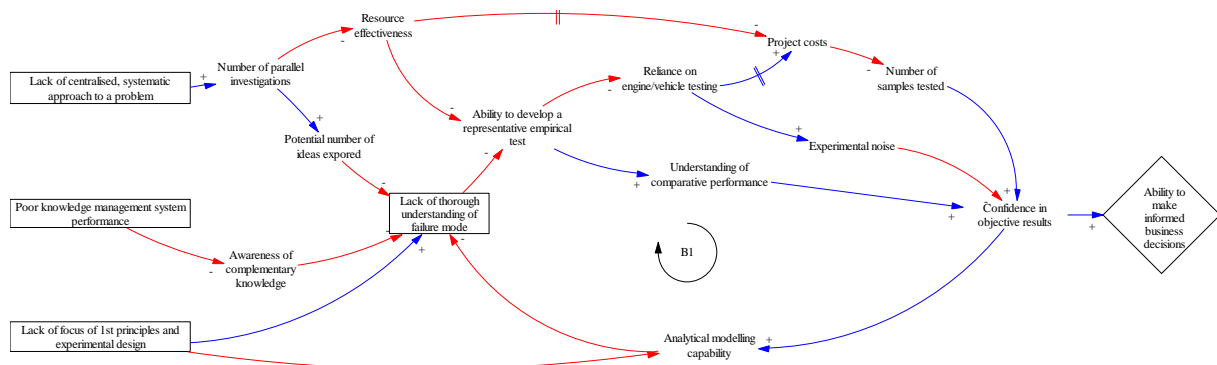 Resource
effectiveness
Project costs
Lack of centralised, systematic
approach to a problem
Number of parallel
investigations
Reliance on
engine/vehicle testing
Number of
samples tested
Potential number of
ideas expored
Ability to develop a
representative empirical
test
Experimental noise
Understanding of
comparative performance
Poor knowledge management system
performance
Lack of thorough
understanding of
failure mode
Confidence in
objective results
Ability to
make
informed
business
decisions
Awareness of
complementary
knowledge
B1
Lack of focus of 1st principles and
experimental design
Analytical modelling
capability